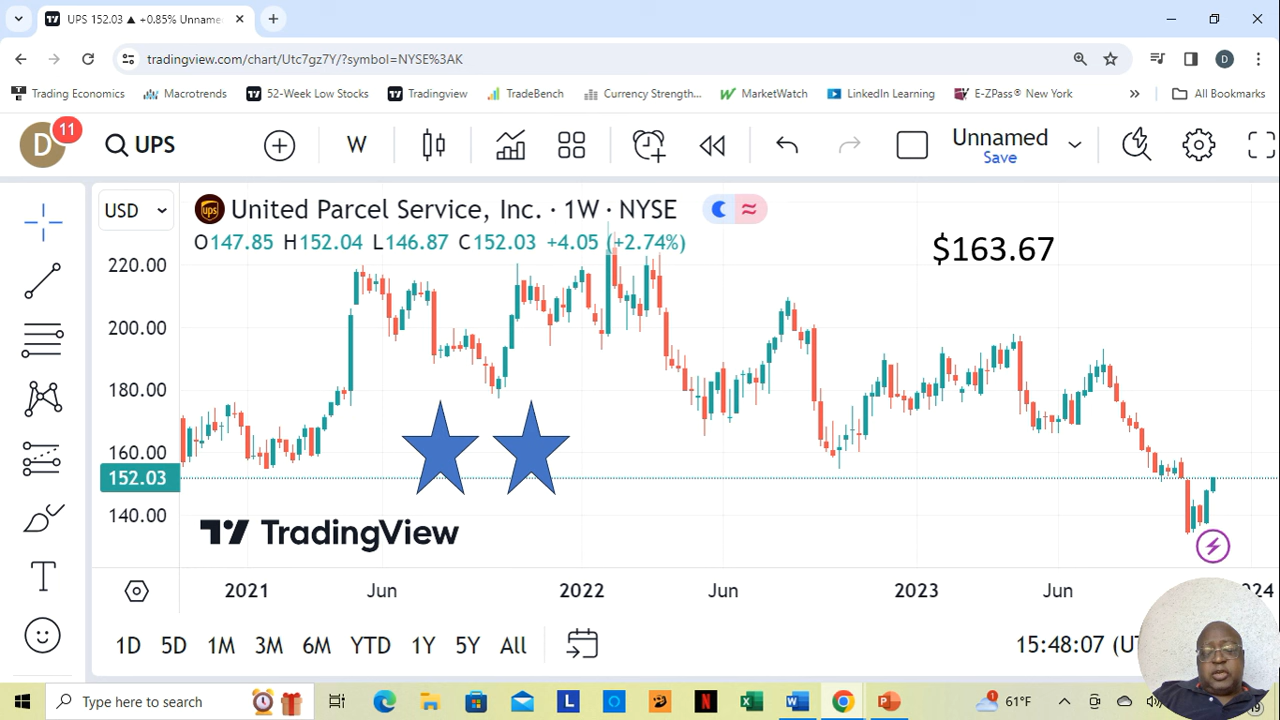 UPS 152.03 ▲ +0.85% Unname
tradingview.com/chart/Utc7gz7Y/?symbol=NYSE%3AK
D
Trading Economics
Macrotrends
52-Week Low Stocks
Tradingview
TradeBench
Currency Strength...
MarketWatch
LinkedIn Learning
E-ZPass® New York
»
All Bookmarks
D
11
UPS
W
Unnamed
Save
USD
ups
United Parcel Service, Inc. · 1W · NYSE
O147.85 H152.04 L146.87 C152.03 +4.05 (+2.74%)
$163.67
220.00
200.00
180.00
160.00
152.03
140.00
TradingView
2021
Jun
2022
Jun
2023
Jun
24
1D 5D 1M 3M 6M YTD 1Y 5Y All
15:48:07 (UT
Type here to search
1
61°F